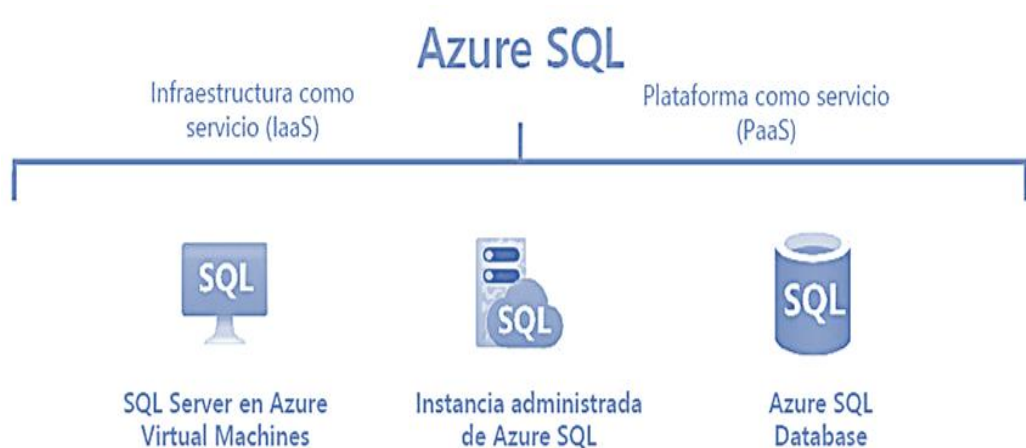 Azure SQL
Infraestructura como
servicio (IaaS)
Plataforma como servicio
(PaaS)
SQL
SQL
SQL
SQL Server en Azure
Virtual Machines
Instancia administrada
de Azure SQL
Azure SQL
Database